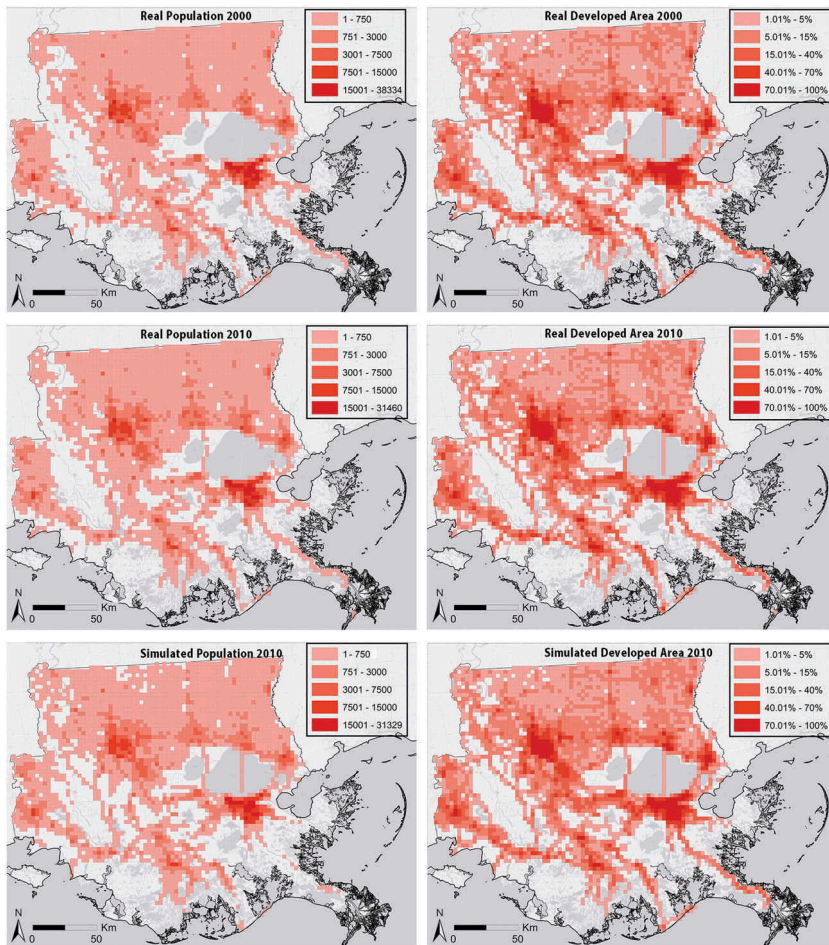 Real Population 2000
1 - 750
751 - 3000
3001 - 7500
7501 - 15000
15001 - 38334
N
Km
0 50
Real Developed Area 2000
1.01% - 5%
5.01% - 15%
15.01% - 40%
40.01% - 70%
70.01% - 100%
N
Km
0 50
Real Population 2010
1 - 750
751 - 3000
3001 - 7500
7501 - 15000
15001 - 31460
N
Km
0 50
Real Developed Area 2010
1.01 - 5%
5.01% - 15%
15.01% - 40%
40.01% - 70%
70.01% - 100%
N
Km
0 50
Simulated Population 2010
1 - 750
751 - 3000
3001 - 7500
7501 - 15000
15001 - 31329
N
Km
0 50
Simulated Developed Area 2010
1.01% - 5%
5.01% - 15%
15.01% - 40%
40.01% - 70%
70.01% - 100%
N
Km
0 50